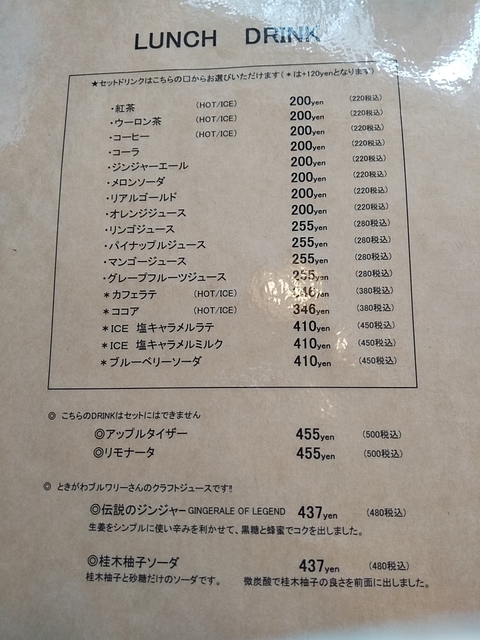 LUNCH DRINK
★セットドリンクはこちらの口からお選びいただけます(*は+120yenとなります)
・紅茶 (HOT/ICE) 200yen (220税込)
・ウーロン茶 (HOT/ICE) 200yen (220税込)
・コーヒー (HOT/ICE) 200yen (220税込)
・コーラ 200yen (220税込)
・ジンジャーエール 200yen (220税込)
・メロンソーダ 200yen (220税込)
・リアルゴールド 200yen (220税込)
・オレンジジュース 200yen (220税込)
・リンゴジュース 255yen (280税込)
・パイナップルジュース 255yen (280税込)
・マンゴージュース 255yen (280税込)
・グレープフルーツジュース 255yen (280税込)
*カフェラテ (HOT/ICE) 346yen (380税込)
*ココア (HOT/ICE) 346yen (380税込)
*ICE 塩キャラメルラテ 410yen (450税込)
*ICE 塩キャラメルミルク 410yen (450税込)
*ブルーベリーソーダ 410yen (450税込)
◎ こちらのDRINKはセットにはできません
◎アップルタイザー 455yen (500税込)
◎リモナータ 455yen (500税込)
◎ ときがわブルワリーさんのクラフトジュースです!!
◎伝説のジンジャー GINGERALE OF LEGEND 437yen (480税込)
生姜をシンプルに使い辛みを利かせて、黒糖と蜂蜜でコクを出しました。
◎桂木柚子ソーダ 437yen (480税込)
桂木柚子と砂糖だけのソーダです。 微炭酸で桂木柚子の良さを前面に出しました。